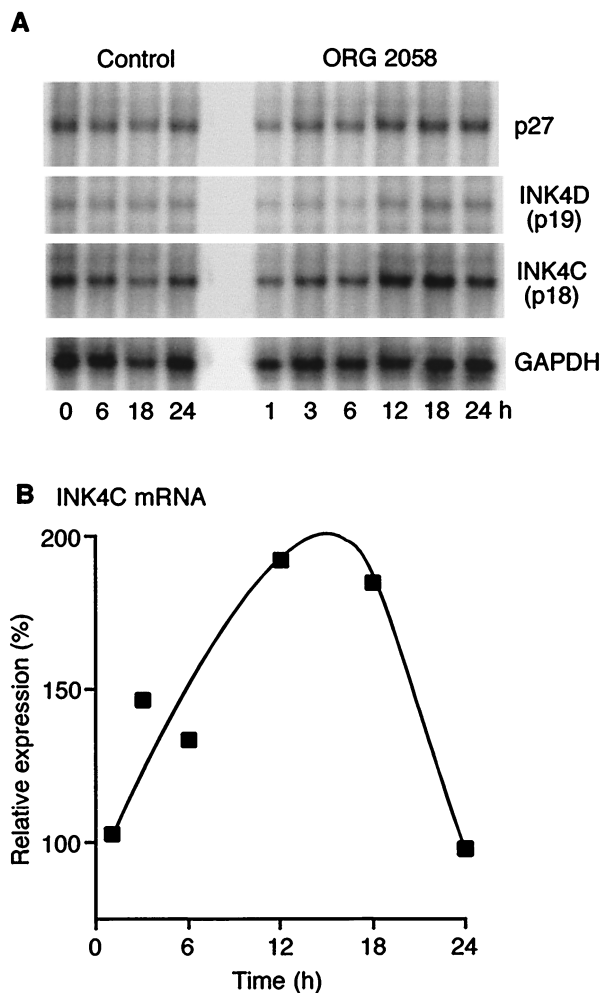 A
Control ORG 2058
p27
INK4D
(p19)
INK4C
(p18)
GAPDH
0 6 18 24 1 3 6 12 18 24 h
B INK4C mRNA
Relative expression (%)
200
150
100
0 6 12 18 24
Time (h)